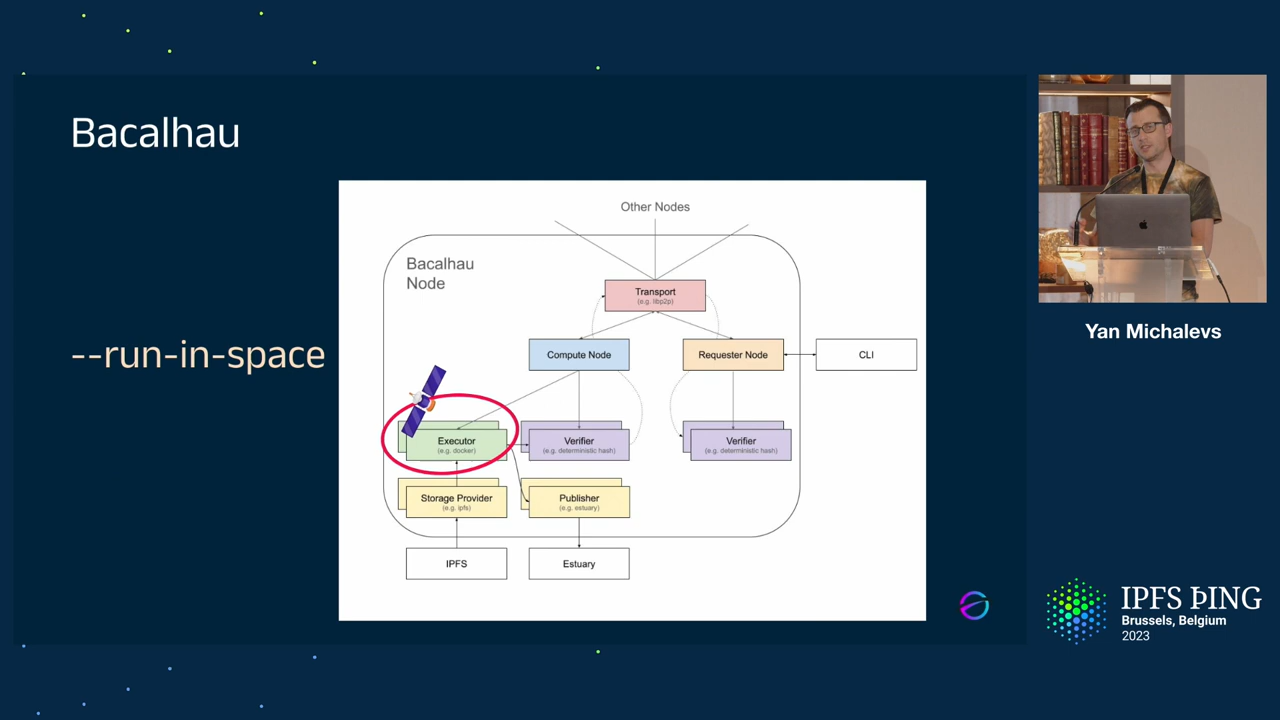 Bacalhau
--run-in-space
Other Nodes
Bacalhau
Node
Transport
(e.g. libp2p)
Compute Node
Requester Node
CLI
Executor
(e.g. docker)
Verifier
(e.g. deterministic hash)
Verifier
(e.g. deterministic hash)
Storage Provider
(e.g. ipfs)
Publisher
(e.g. estuary)
IPFS
Estuary
Yan Michalevs
IPFS ÞING
Brussels, Belgium
2023